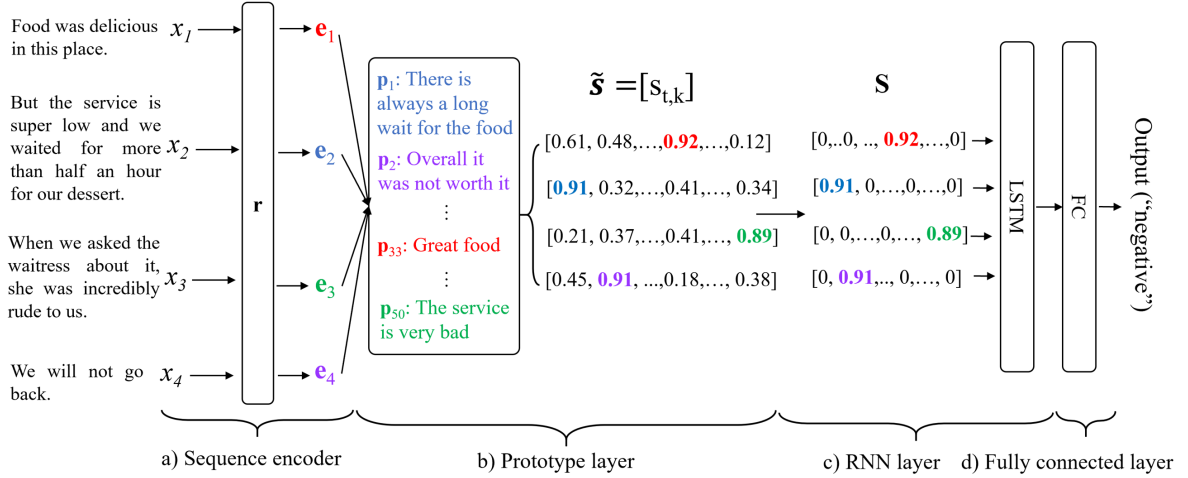 Food was delicious
in this place.
x1
e1
But the service is
super low and we
waited for more
than half an hour
for our dessert.
x2
e2
When we asked the
waitress about it,
she was incredibly
rude to us.
x3
e3
We will not go
back.
x4
e4
r
p1: There is
always a long
wait for the food
p2: Overall it
was not worth it
⋮
p33: Great food
⋮
p50: The service
is very bad
s̃ =[st,k]
[0.61, 0.48,…,0.92,…,0.12]
[0.91, 0.32,…,0.41,…, 0.34]
[0.21, 0.37,…,0.41,…, 0.89]
[0.45, 0.91, ...,0.18,…, 0.38]
S
[0,..0, .., 0.92,…,0]
[0.91, 0,…,0,…,0]
[0, 0,…,0,…, 0.89]
[0, 0.91,.., 0,…, 0]
LSTM
FC
Output (“negative”)
a) Sequence encoder
b) Prototype layer
c) RNN layer
d) Fully connected layer